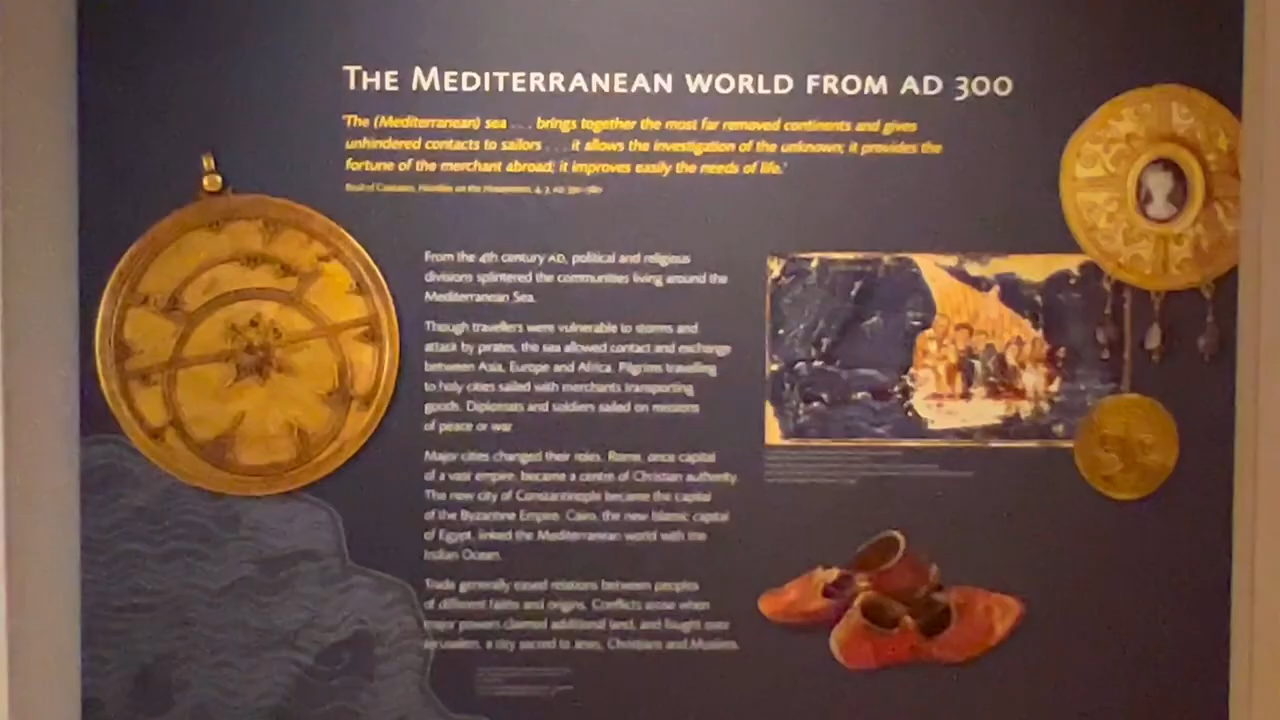 THE MEDITERRANEAN WORLD FROM AD 300
'The (Mediterranean) sea ... brings together the most far removed continents and gives
unhindered contacts to sailors ... it allows the investigation of the unknown; it provides the
fortune of the merchant abroad; it improves easily the needs of life.'
From the 4th century AD, political and religious
divisions splintered the communities living around the
Mediterranean Sea.
Though travellers were vulnerable to storms and
attack by pirates, the sea allowed contact and exchange
between Asia, Europe and Africa. Pilgrims travelling
to holy cities sailed with merchants transporting
goods. Diplomats and soldiers sailed on missions
of peace or war.
Major cities changed their roles. Rome, once capital
of a vast empire, became a centre of Christian authority.
The new city of Constantinople became the capital
of the Byzantine Empire. Cairo, the new Islamic capital
of Egypt, linked the Mediterranean world with the
Indian Ocean.
Trade generally eased relations between peoples
of different faiths and origins. Conflicts arose when
major powers claimed additional land, and fought over
Jerusalem, a city sacred to Jews, Christians and Muslims.